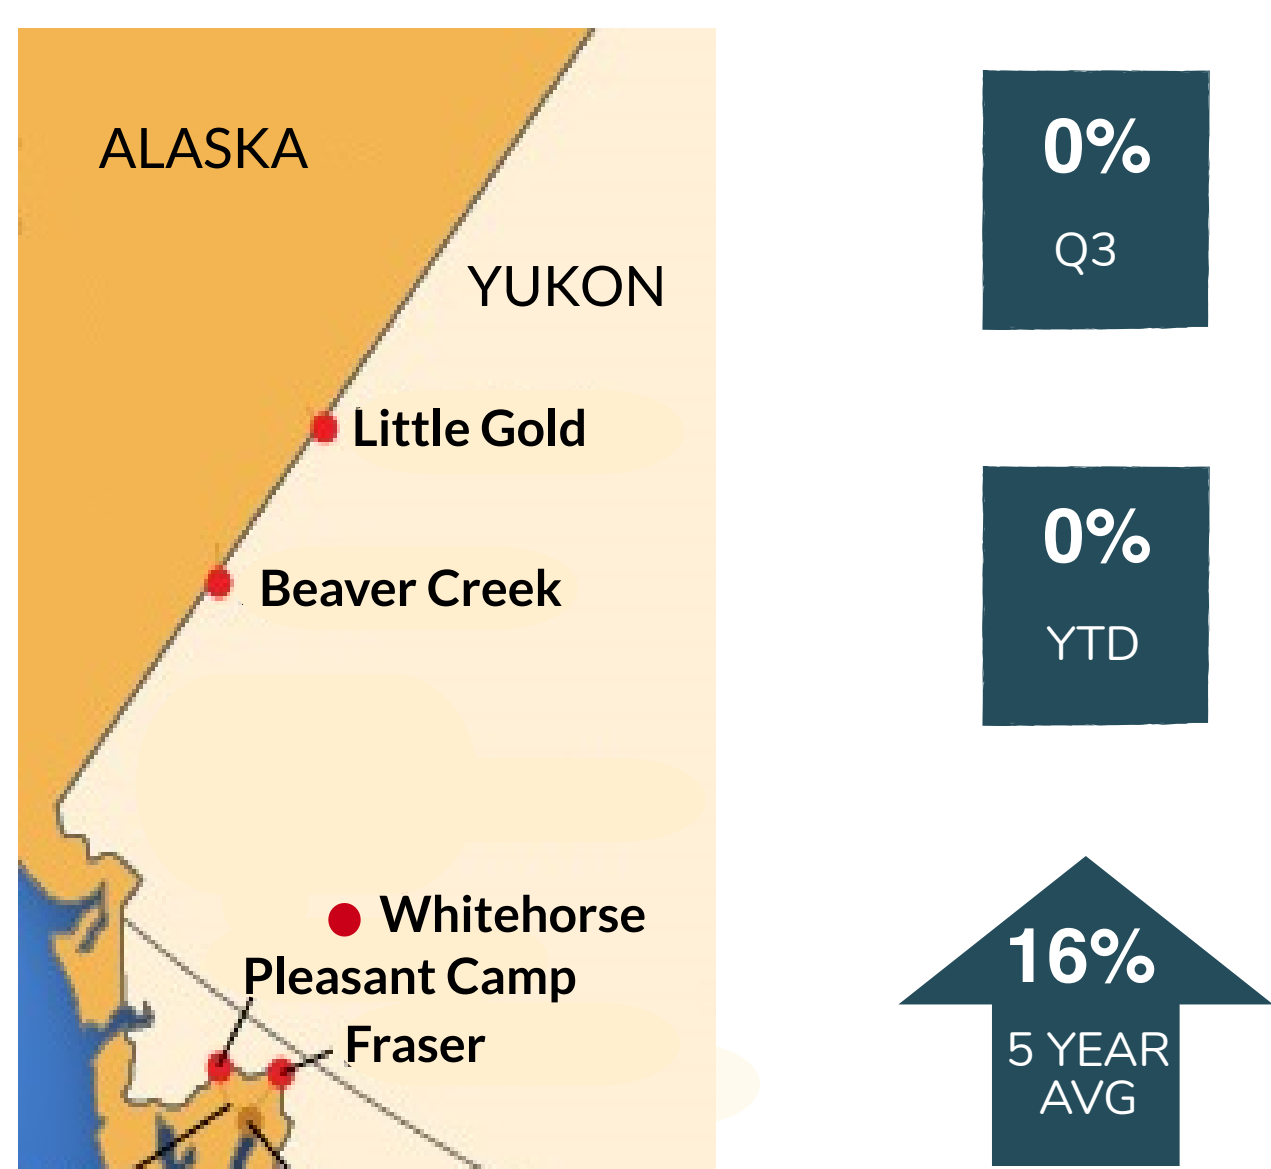 ALASKA
YUKON
Little Gold
Beaver Creek
Whitehorse
Pleasant Camp
Fraser
0%
Q3
0%
YTD
16%
5 YEAR
AVG